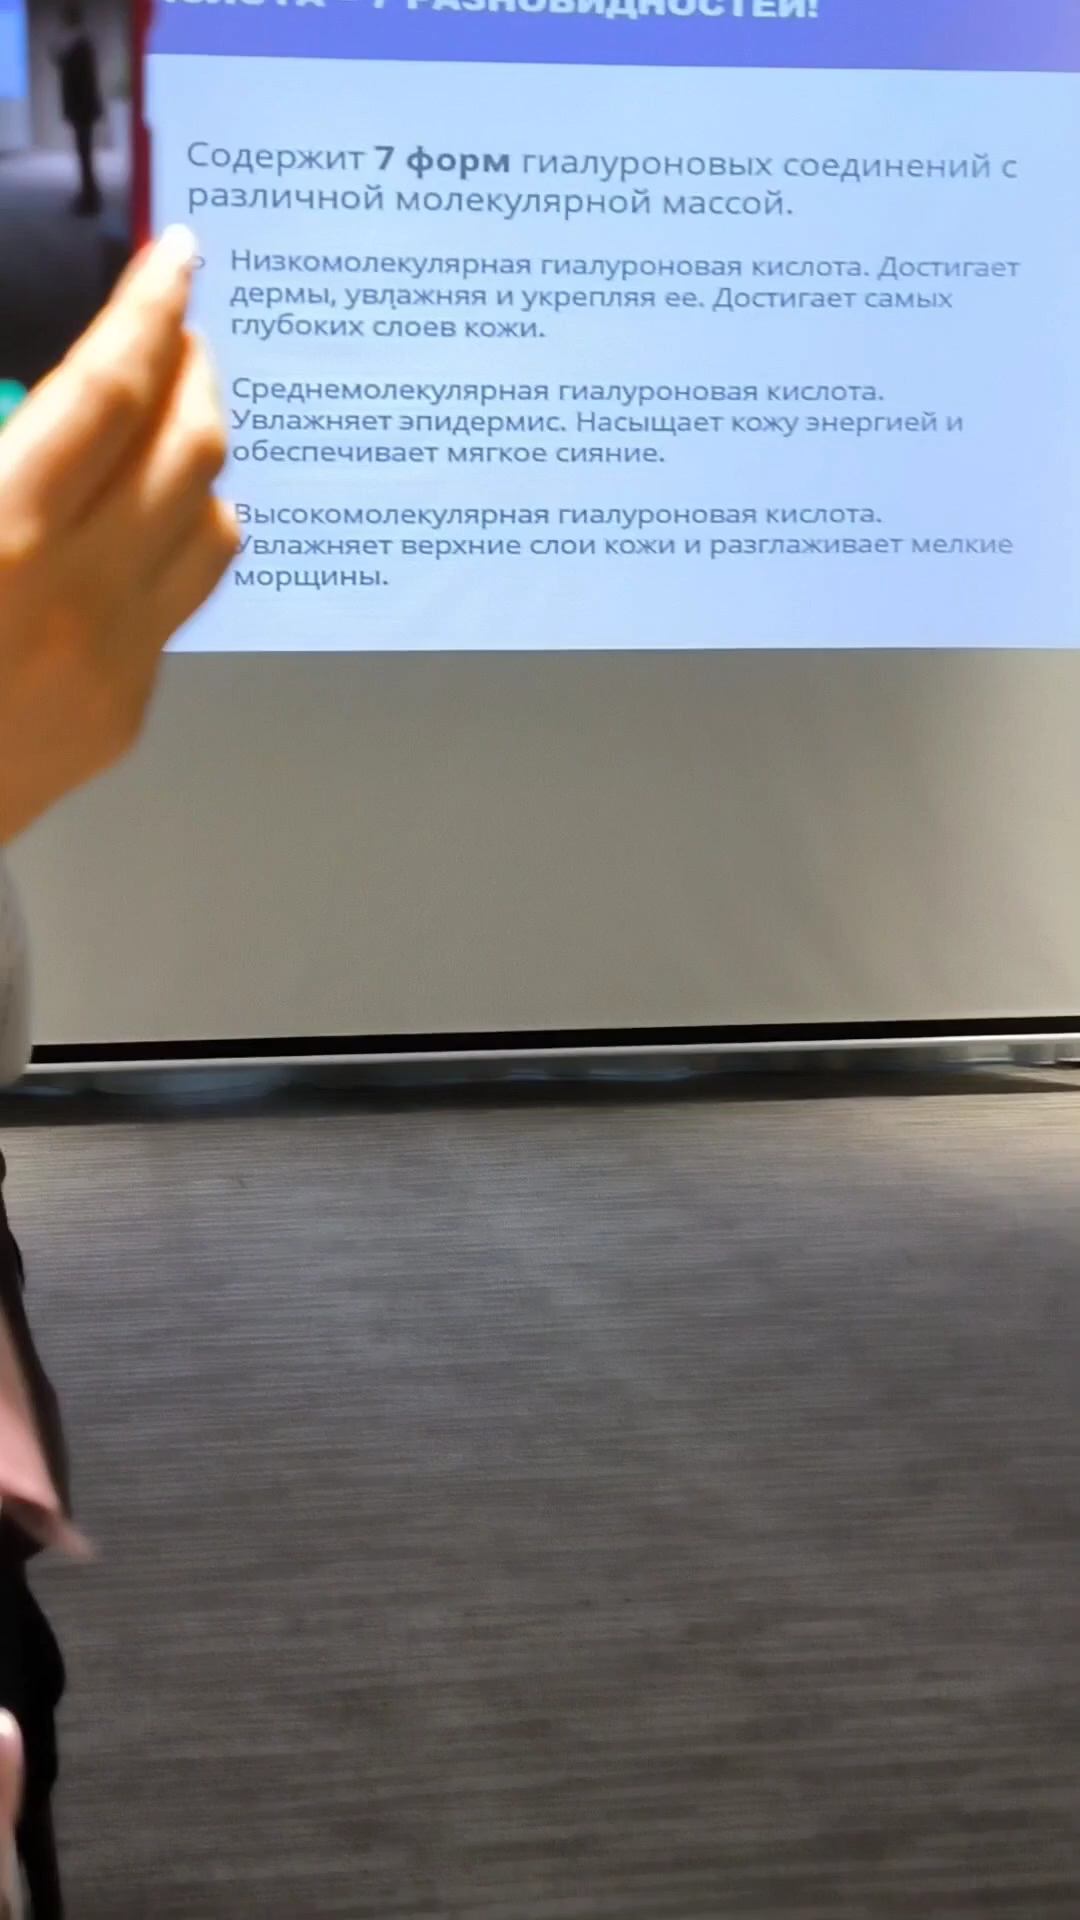 – 7 РАЗНОВИДНОСТЕЙ!
Содержит 7 форм гиалуроновых соединений с
различной молекулярной массой.
Низкомолекулярная гиалуроновая кислота. Достигает
дермы, увлажняя и укрепляя ее. Достигает самых
глубоких слоев кожи.
Среднемолекулярная гиалуроновая кислота.
Увлажняет эпидермис. Насыщает кожу энергией и
обеспечивает мягкое сияние.
Высокомолекулярная гиалуроновая кислота.
Увлажняет верхние слои кожи и разглаживает мелкие
морщины.